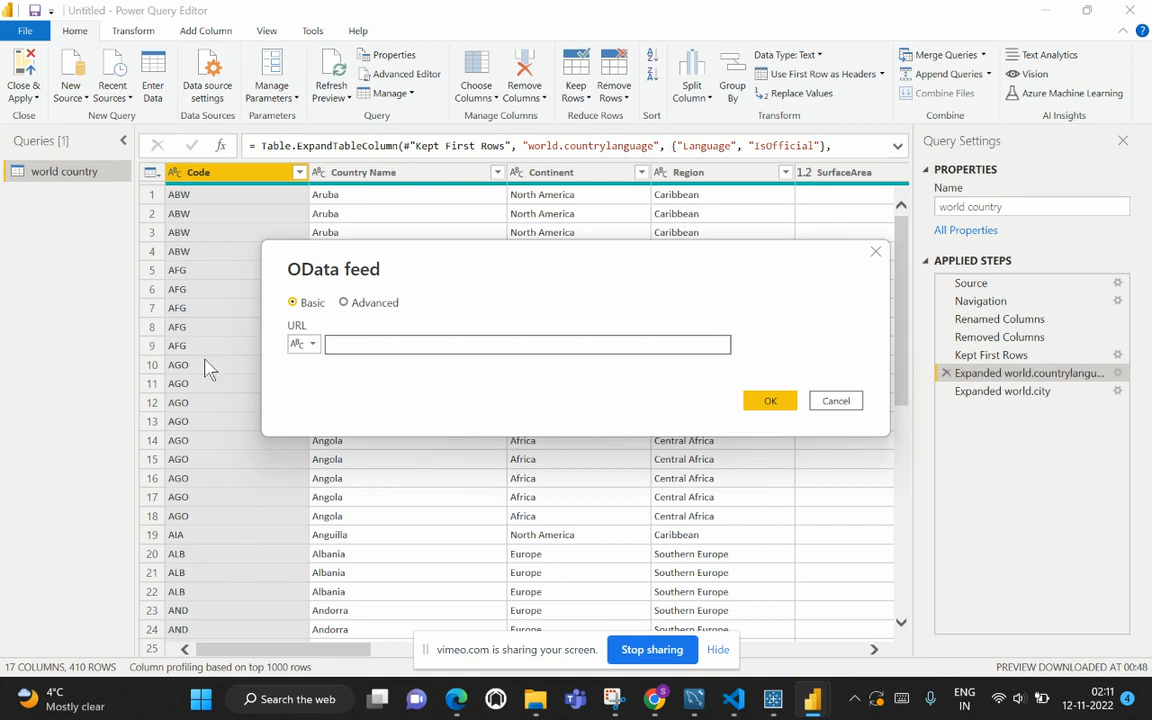 Untitled - Power Query Editor
File Home Transform Add Column View Tools Help
Close & Apply
Close
New Source
Recent Sources
Enter Data
New Query
Data source settings
Data Sources
Manage Parameters
Parameters
Refresh Preview
Properties
Advanced Editor
Manage
Query
Choose Columns
Remove Columns
Manage Columns
Keep Rows
Remove Rows
Reduce Rows
Sort
Split Column
Group By
Data Type: Text
Use First Row as Headers
Replace Values
Transform
Merge Queries
Append Queries
Combine Files
Combine
Text Analytics
Vision
Azure Machine Learning
AI Insights
Queries [1]
world country
= Table.ExpandTableColumn(#"Kept First Rows", "world.countrylanguage", {"Language", "IsOfficial"},
Code Country Name Continent Region 1.2 SurfaceArea
1 ABW Aruba North America Caribbean
2 ABW Aruba North America Caribbean
3 ABW Aruba North America Caribbean
4 ABW
5 AFG
6 AFG
7 AFG
8 AFG
9 AFG
10 AGO
11 AGO
12 AGO
13 AGO
14 AGO Angola Africa Central Africa
15 AGO Angola Africa Central Africa
16 AGO Angola Africa Central Africa
17 AGO Angola Africa Central Africa
18 AGO Angola Africa Central Africa
19 AIA Anguilla North America Caribbean
20 ALB Albania Europe Southern Europe
21 ALB Albania Europe Southern Europe
22 ALB Albania Europe Southern Europe
23 AND Andorra Europe Southern Europe
24 AND Andorra Europe Southern Europe
25
OData feed
Basic Advanced
URL
OK Cancel
Query Settings
PROPERTIES
Name
world country
All Properties
APPLIED STEPS
Source
Navigation
Renamed Columns
Removed Columns
Kept First Rows
Expanded world.countrylangu...
Expanded world.city
vimeo.com is sharing your screen. Stop sharing Hide
17 COLUMNS, 410 ROWS Column profiling based on top 1000 rows PREVIEW DOWNLOADED AT 00:48
4°C
Mostly clear
Search the web
ENG
IN
02:11
12-11-2022
4